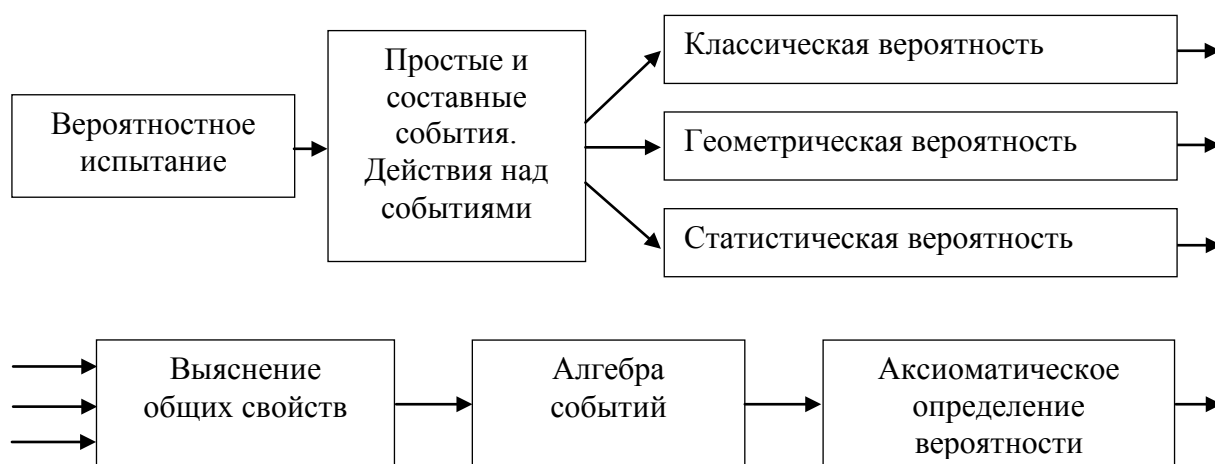 Вероятностное
испытание
Простые и
составные
события.
Действия над
событиями
Классическая вероятность
Геометрическая вероятность
Статистическая вероятность
Выяснение
общих свойств
Алгебра
событий
Аксиоматическое
определение
вероятности